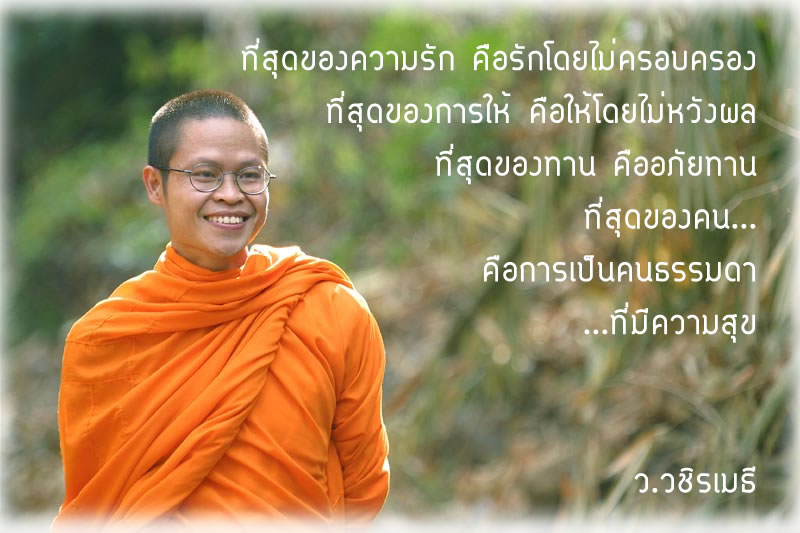 ที่สุดของความรัก คือรักโดยไม่ครอบครอง
ที่สุดของการให้ คือให้โดยไม่หวังผล
ที่สุดของทาน คืออภัยทาน
ที่สุดของคน...
คือการเป็นคนธรรมดา
...ที่มีความสุข
ว.วชิรเมธี